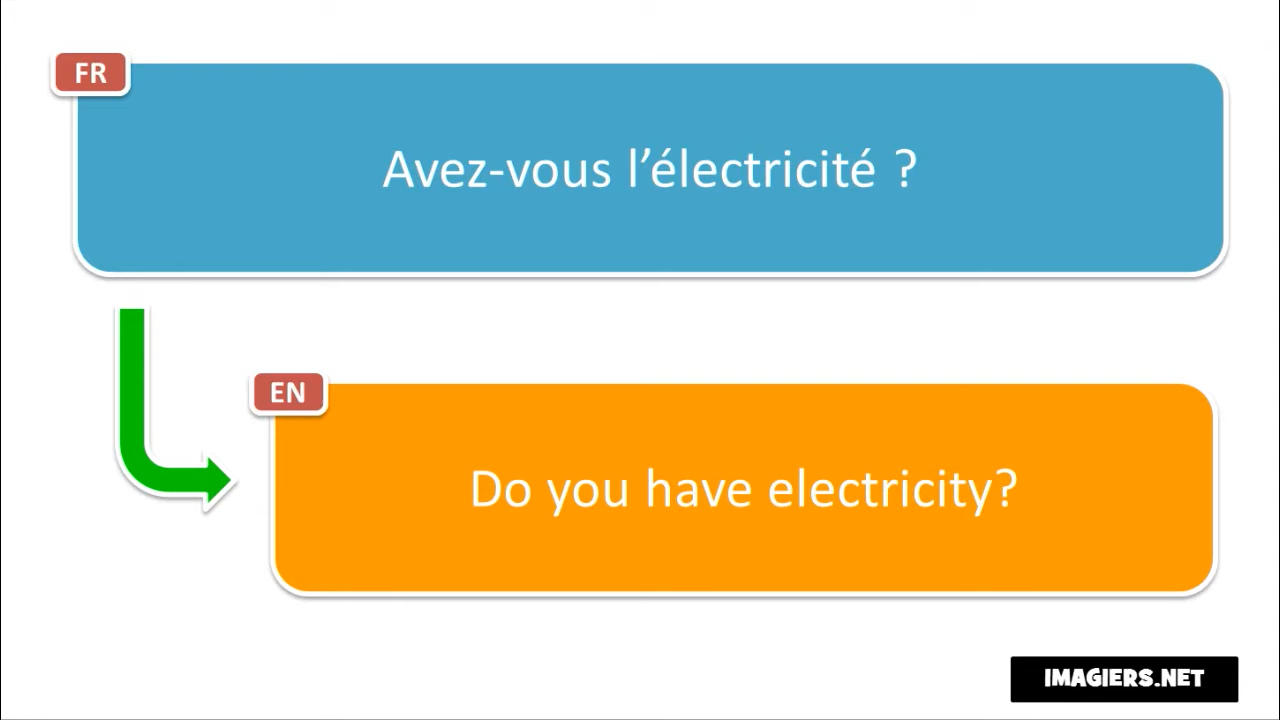 FR
Avez-vous l’électricité ?
EN
Do you have electricity?
IMAGIERS.NET